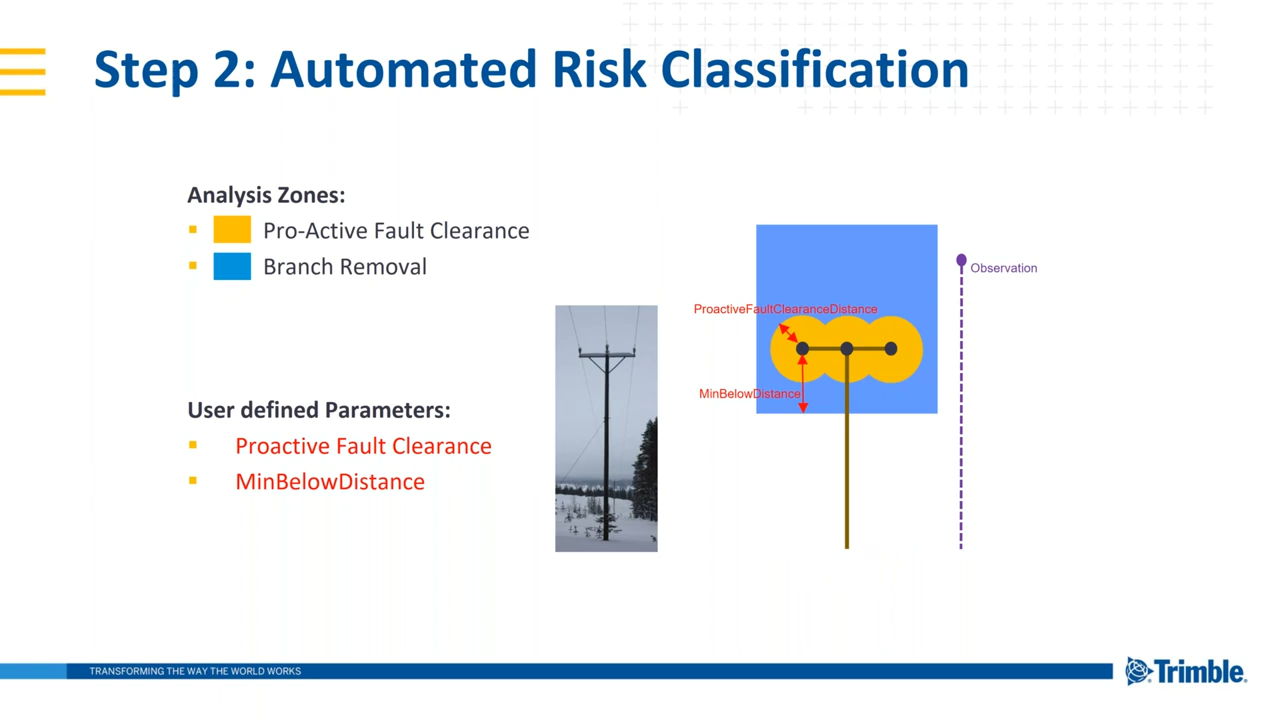 Step 2: Automated Risk Classification
Analysis Zones:
Pro-Active Fault Clearance
Branch Removal
User defined Parameters:
Proactive Fault Clearance
MinBelowDistance
Observation
ProactiveFaultClearanceDistance
MinBelowDistance
TRANSFORMING THE WAY THE WORLD WORKS
Trimble